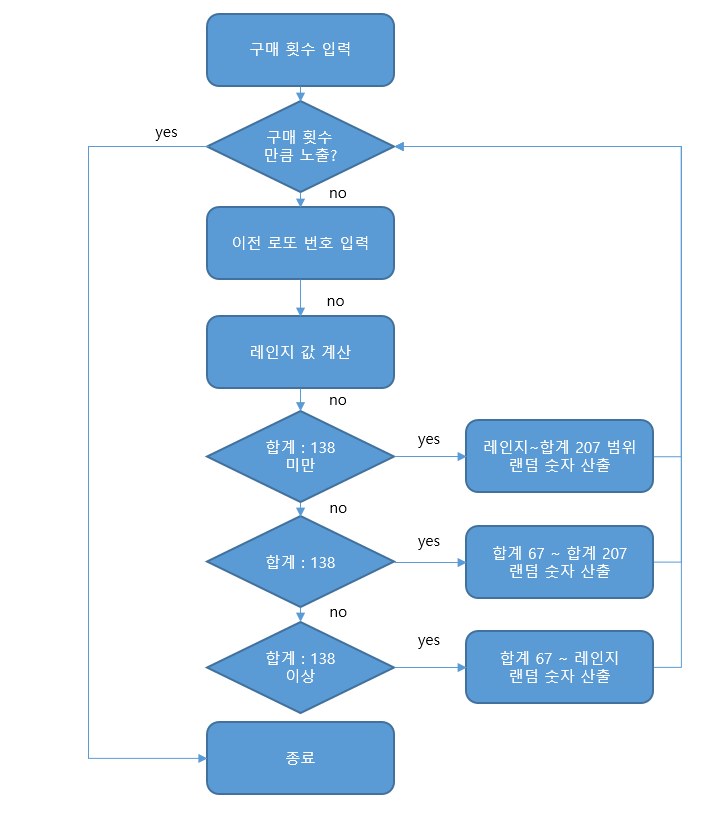 구매 횟수 입력
yes
구매 횟수
만큼 노출?
no
이전 로또 번호 입력
no
레인지 값 계산
no
합계 : 138
미만
yes
레인지~합계 207 범위
랜덤 숫자 산출
no
합계 : 138
yes
합계 67 ~ 합계 207
랜덤 숫자 산출
no
합계 : 138
이상
yes
합계 67 ~ 레인지
랜덤 숫자 산출
종료